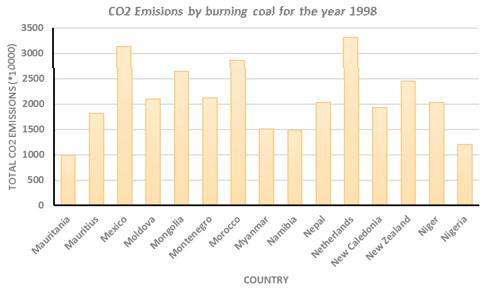 CO2 Emisions by burning coal for the year 1998
TOTAL CO2 EMISSIONS (*10000)
3500
3000
2500
2000
1500
1000
500
0
Mauritania
Mauritius
Mexico
Moldova
Mongolia
Montenegro
Morocco
Myanmar
Namibia
Nepal
Netherlands
New Caledonia
New Zealand
Niger
Nigeria
COUNTRY